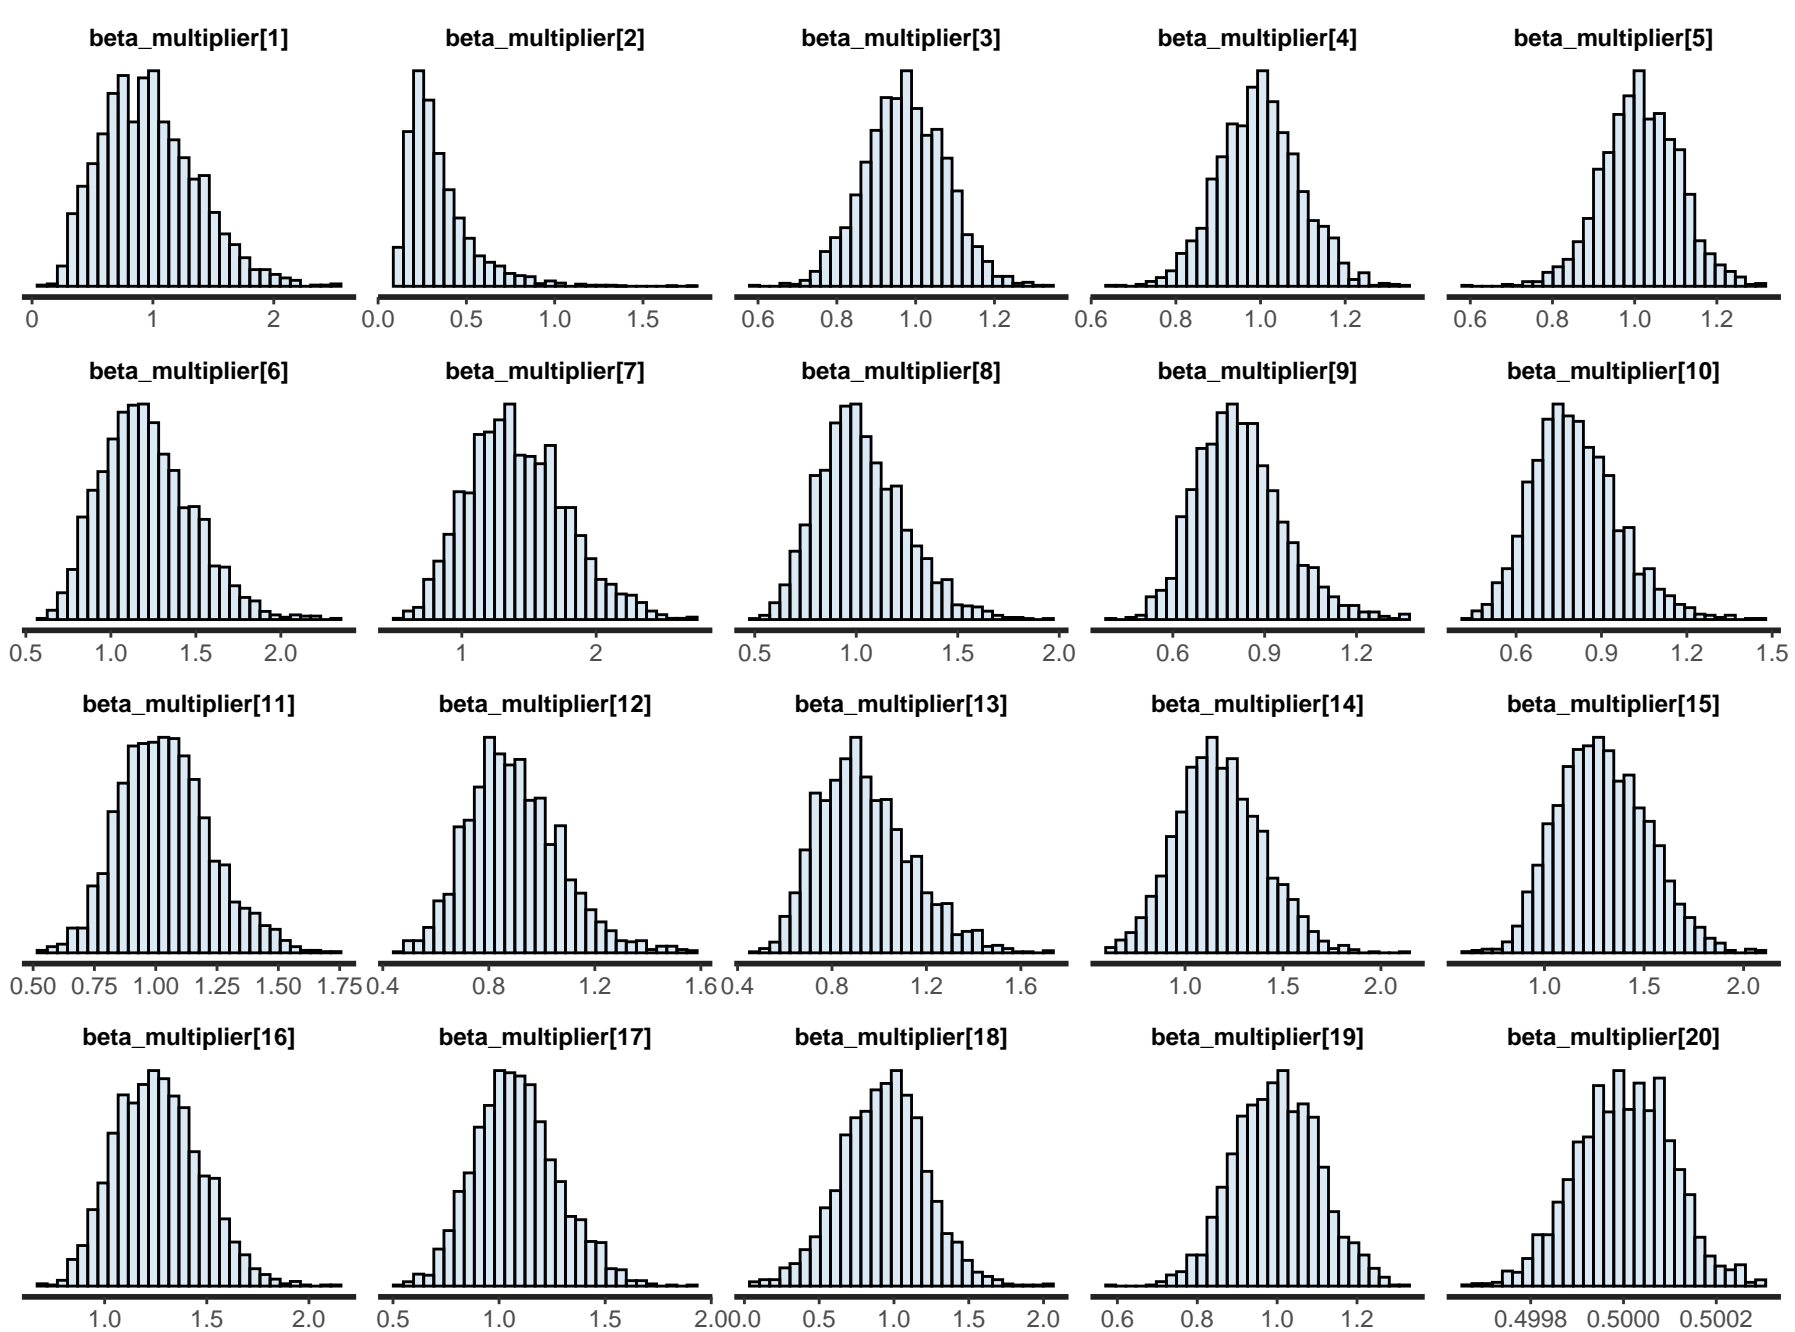 beta_multiplier[1] beta_multiplier[2] beta_multiplier[3] beta_multiplier[4] beta_multiplier[5]
0 1 2 0.0 0.5 1.0 1.5 0.6 0.8 1.0 1.2 0.6 0.8 1.0 1.2 0.6 0.8 1.0 1.2
beta_multiplier[6] beta_multiplier[7] beta_multiplier[8] beta_multiplier[9] beta_multiplier[10]
0.5 1.0 1.5 2.0 1 2 0.5 1.0 1.5 2.0 0.6 0.9 1.2 0.6 0.9 1.2 1.5
beta_multiplier[11] beta_multiplier[12] beta_multiplier[13] beta_multiplier[14] beta_multiplier[15]
0.50 0.75 1.00 1.25 1.50 1.75 0.4 0.8 1.2 1.6 0.4 0.8 1.2 1.6 1.0 1.5 2.0 1.0 1.5 2.0
beta_multiplier[16] beta_multiplier[17] beta_multiplier[18] beta_multiplier[19] beta_multiplier[20]
1.0 1.5 2.0 0.5 1.0 1.5 2.0 0.0 0.5 1.0 1.5 2.0 0.6 0.8 1.0 1.2 0.4998 0.5000 0.5002